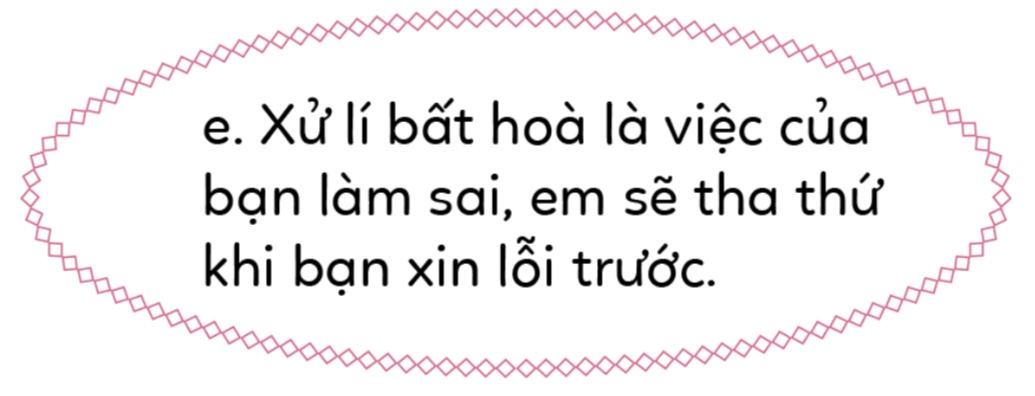 e. Xử lí bất hoà là việc của
bạn làm sai, em sẽ tha thứ
khi bạn xin lỗi trước.